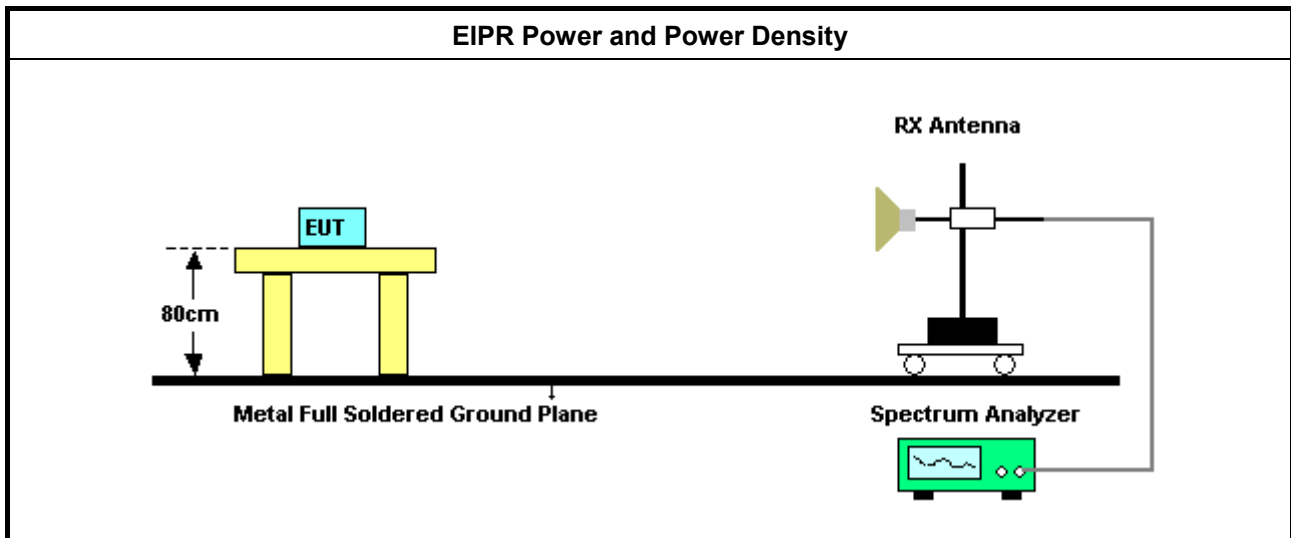 EIPR Power and Power Density
RX Antenna
EUT
80cm
Metal Full Soldered Ground Plane
Spectrum Analyzer